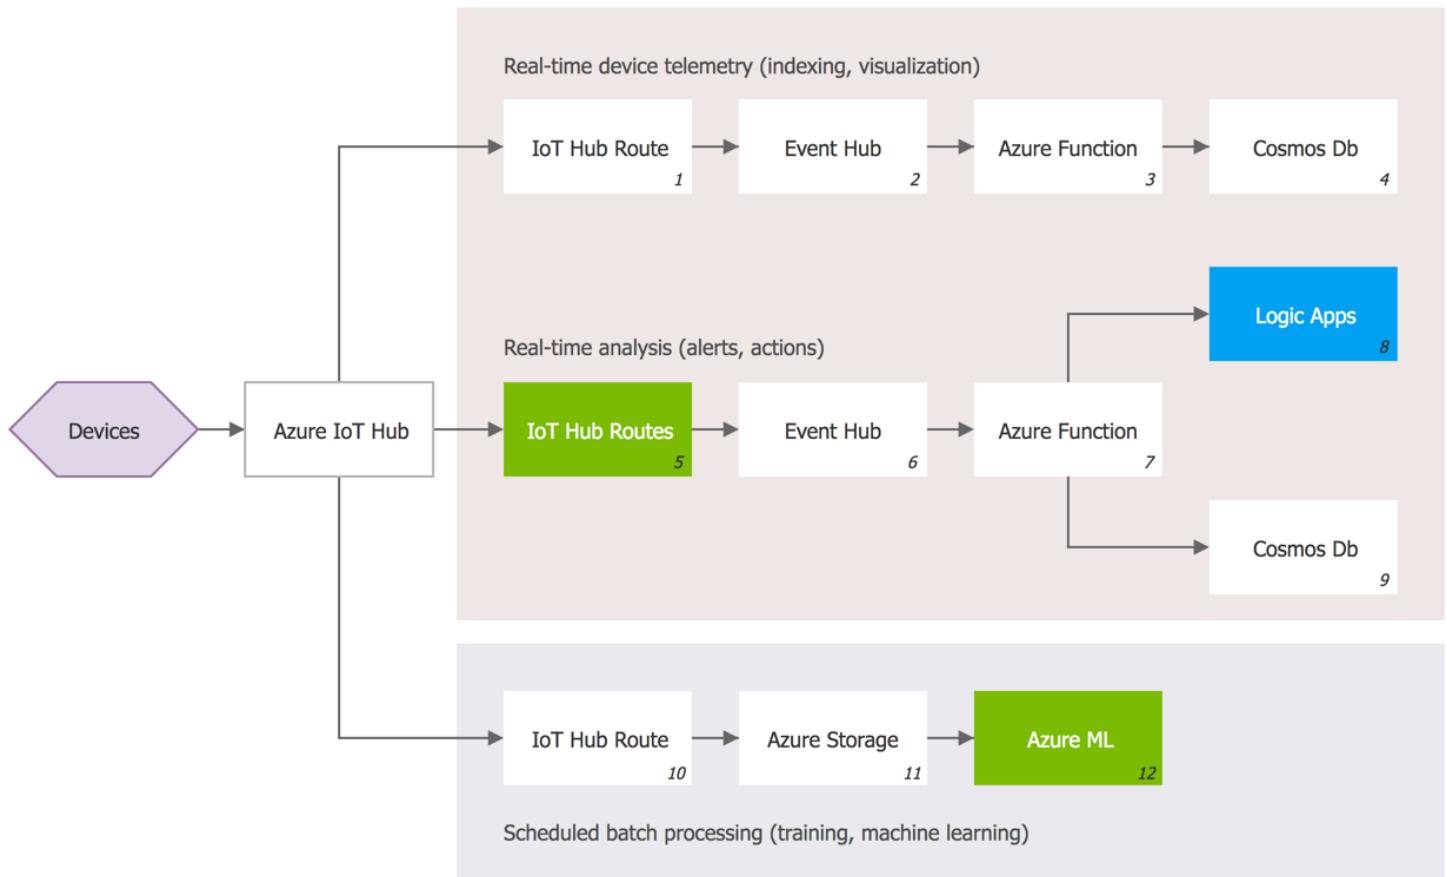 Real-time device telemetry (indexing, visualization)
IoT Hub Route
1
Event Hub
2
Azure Function
3
Cosmos Db
4
Logic Apps
8
Real-time analysis (alerts, actions)
Devices
Azure IoT Hub
IoT Hub Routes
5
Event Hub
6
Azure Function
7
Cosmos Db
9
IoT Hub Route
10
Azure Storage
11
Azure ML
12
Scheduled batch processing (training, machine learning)